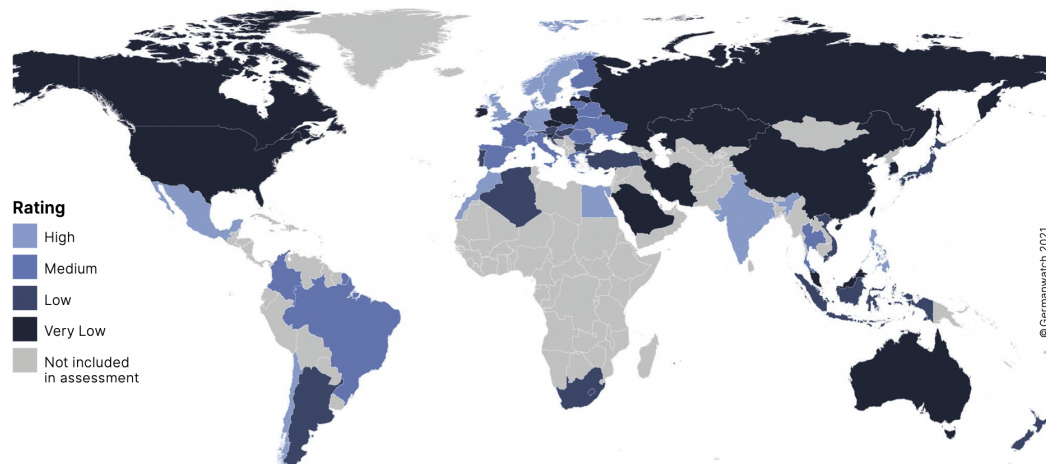 Rating
High
Medium
Low
Very Low
Not included
in assessment
©Germanwatch 2021